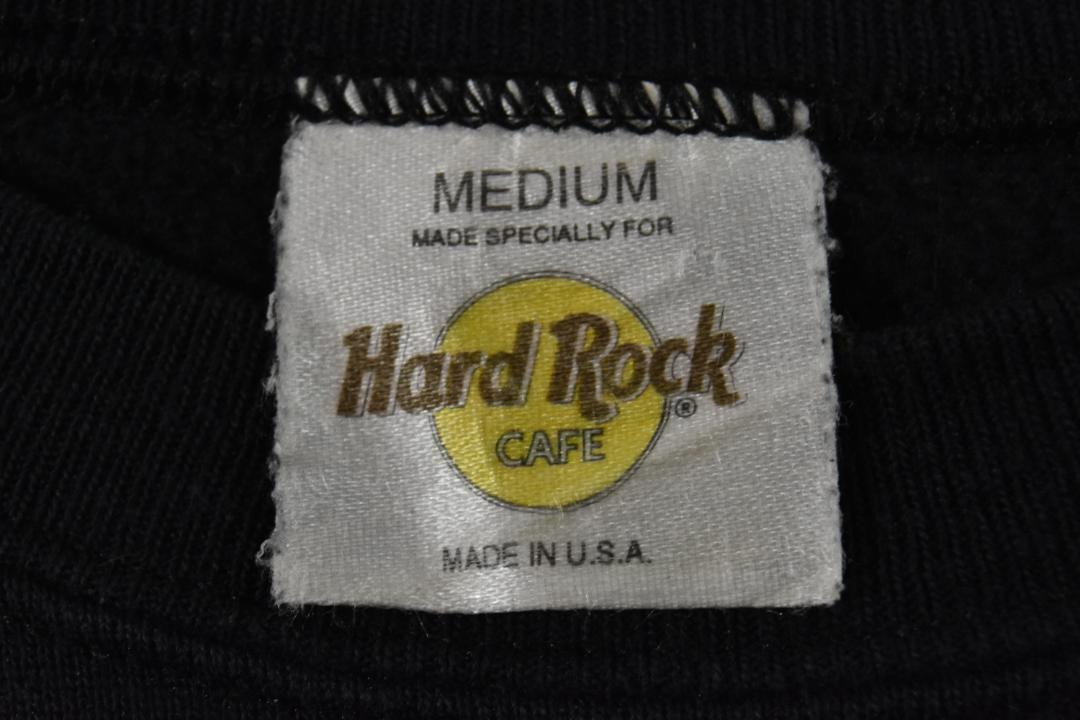 MEDIUM
MADE SPECIALLY FOR
Hard Rock ®
CAFE
MADE IN U.S.A.